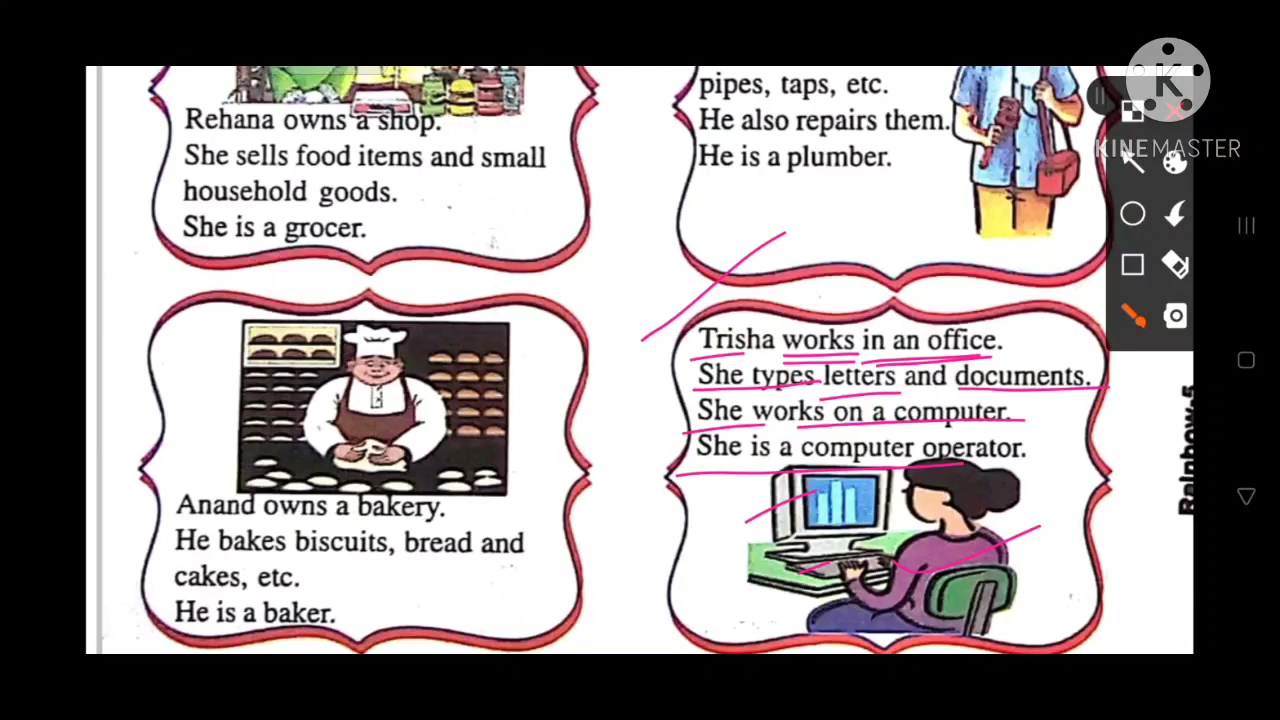 Rehana owns a shop.
She sells food items and small
household goods.
She is a grocer.
pipes, taps, etc.
He also repairs them.
He is a plumber.
Anand owns a bakery.
He bakes biscuits, bread and
cakes, etc.
He is a baker.
Trisha works in an office.
She types letters and documents.
She works on a computer.
She is a computer operator.
Rainbow-5
K
KINEMASTER